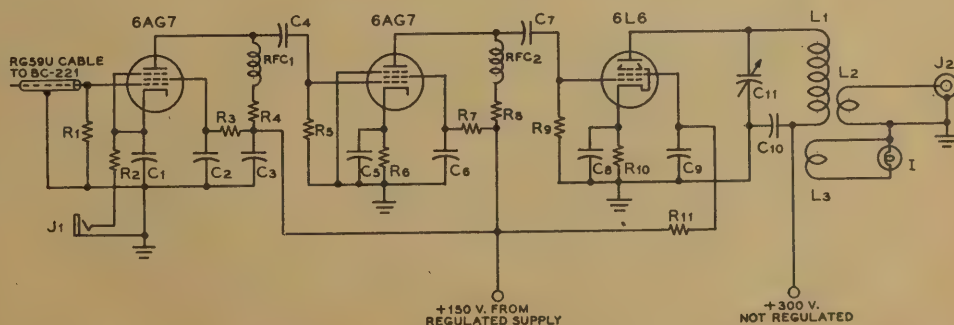 6AG7
6AG7
6L6
RG59U CABLE
TO BC-221
R1
R2
J1
C1
R3
C2
C3
R4
RFC1
C4
R5
C5
R6
C6
R7
R8
RFC2
C7
R9
C8
R10
C9
R11
C11
C10
L1
L2
L3
I
J2
+150 V. FROM
REGULATED SUPPLY
+300 V.
NOT REGULATED